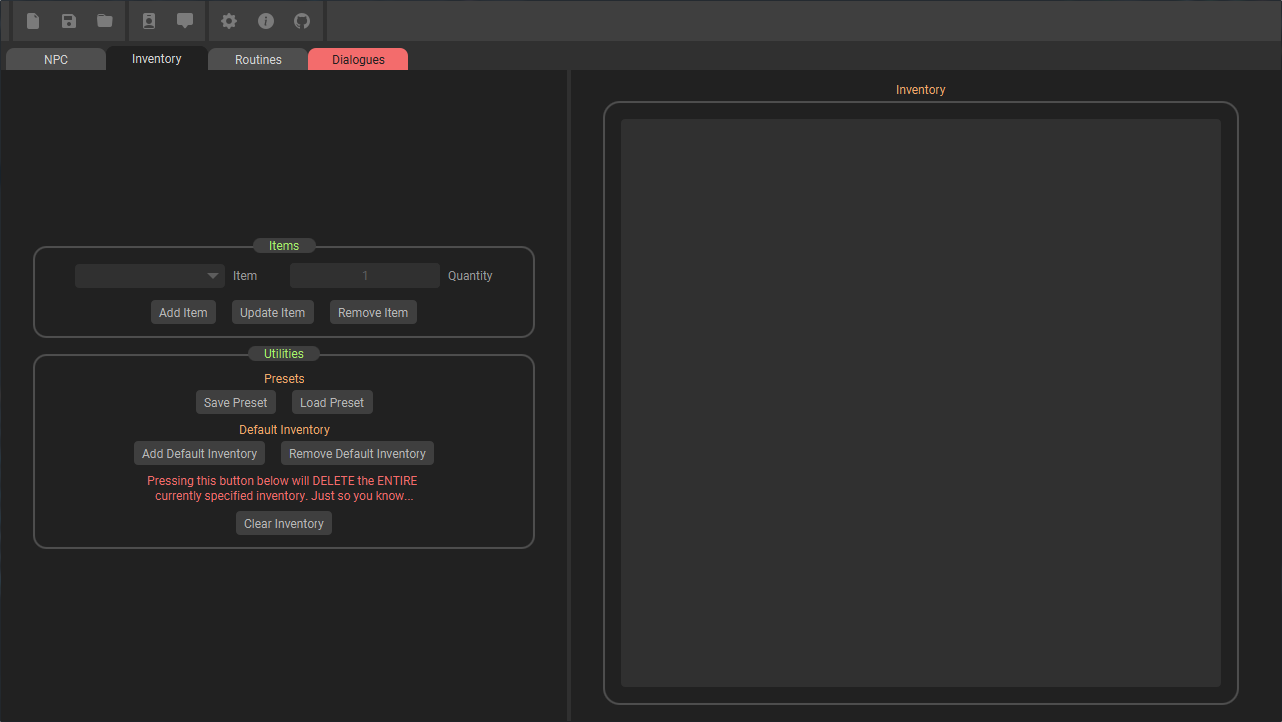 NPC
Inventory
Routines
Dialogues
Items
Item
1
Quantity
Add Item
Update Item
Remove Item
Utilities
Presets
Save Preset
Load Preset
Default Inventory
Add Default Inventory
Remove Default Inventory
Pressing this button below will DELETE the ENTIRE
currently specified inventory. Just so you know...
Clear Inventory
Inventory